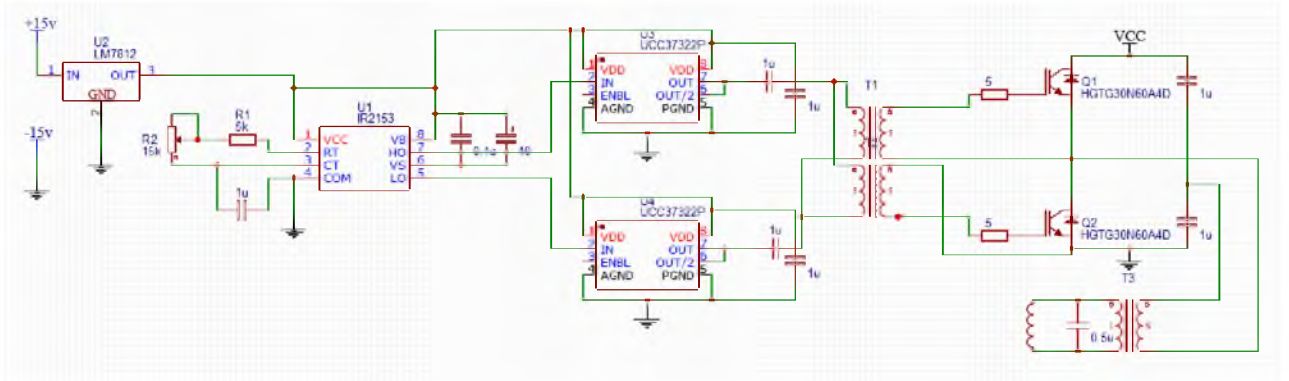 +15v
U2
LM7812
1 IN OUT 3
GND
2
-15v
R1
5k
R2
15k
1u
U1
IR2153
1 VCC VB 8
2 RT HO 7
3 CT VS 6
4 COM LO 5
0.1u
10
U3
UCC37322P
1 VDD VDD 8
2 IN OUT 7
3 ENBL OUT/2 6
4 AGND PGND 5
1u
1u
U4
UCC37322P
1 VDD VDD 8
2 IN OUT 7
3 ENBL OUT/2 6
4 AGND PGND 5
1u
1u
T1
5
5
VCC
Q1
HGTG30N60A4D
1u
Q2
HGTG30N60A4D
1u
T3
0.5u